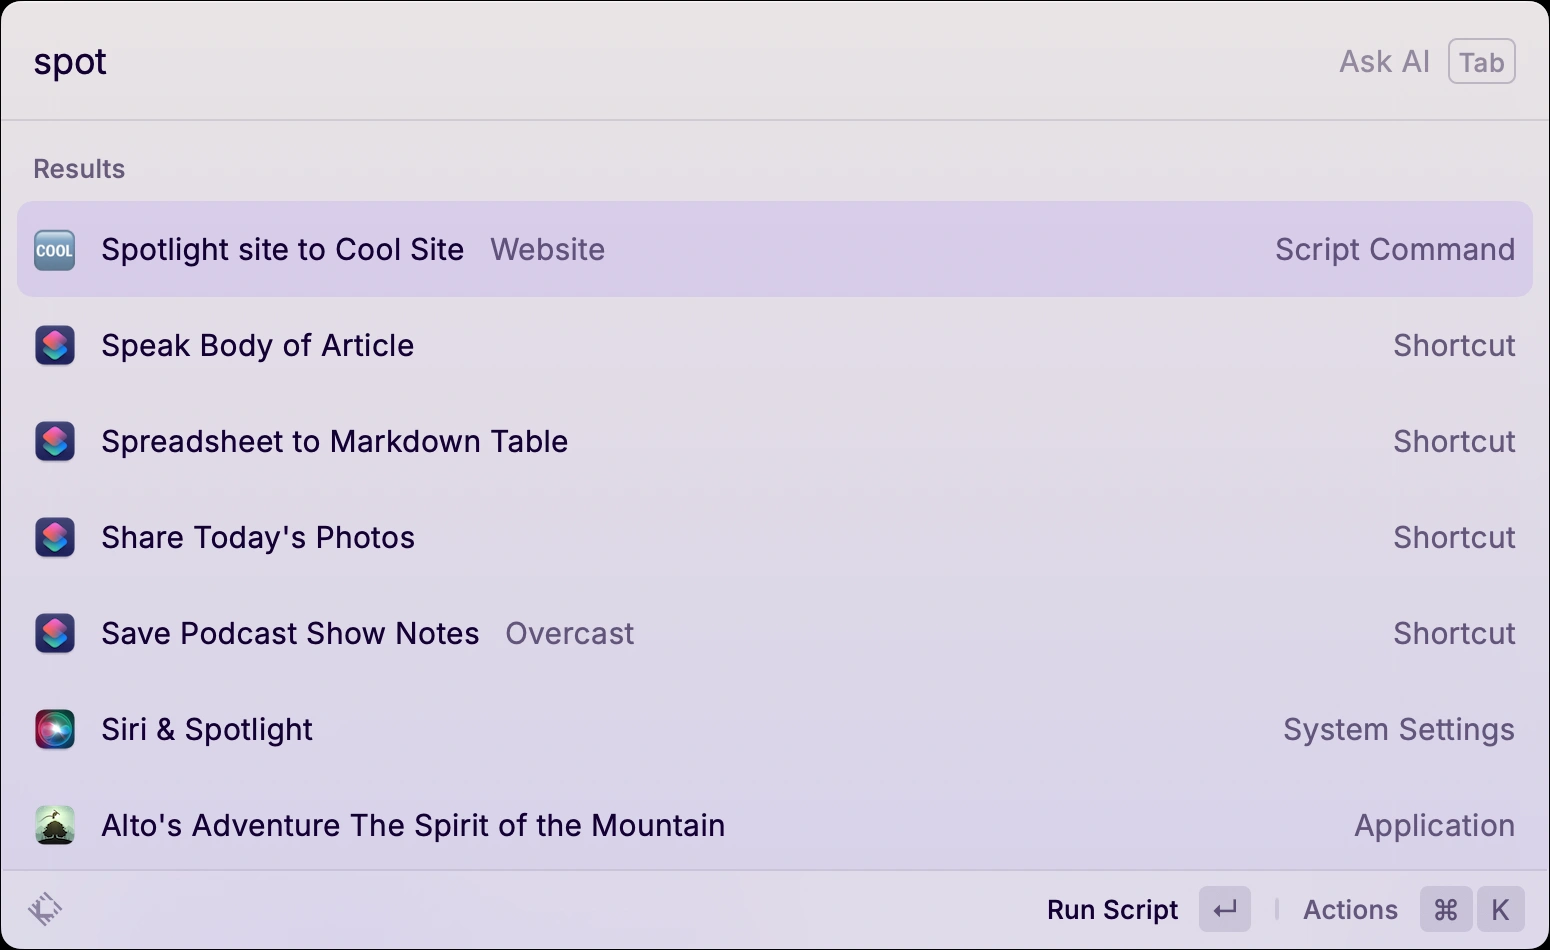 spot Ask AI Tab
Results
COOL Spotlight site to Cool Site Website Script Command
Speak Body of Article Shortcut
Spreadsheet to Markdown Table Shortcut
Share Today's Photos Shortcut
Save Podcast Show Notes Overcast Shortcut
Siri & Spotlight System Settings
Alto's Adventure The Spirit of the Mountain Application
Run Script ↵ Actions ⌘ K